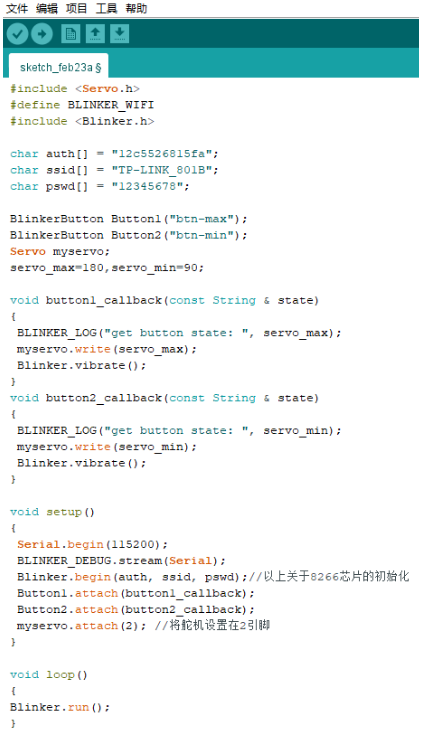 文件 编辑 项目 工具 帮助
sketch_feb23a §
#include <Servo.h>
#define BLINKER_WIFI
#include <Blinker.h>

char auth[] = "12c5526815fa";
char ssid[] = "TP-LINK_801B";
char pswd[] = "12345678";

BlinkerButton Button1("btn-max");
BlinkerButton Button2("btn-min");
Servo myservo;
servo_max=180,servo_min=90;

void button1_callback(const String & state)
{
 BLINKER_LOG("get button state: ", servo_max);
 myservo.write(servo_max);
 Blinker.vibrate();
}
void button2_callback(const String & state)
{
 BLINKER_LOG("get button state: ", servo_min);
 myservo.write(servo_min);
 Blinker.vibrate();
}

void setup()
{
 Serial.begin(115200);
 BLINKER_DEBUG.stream(Serial);
 Blinker.begin(auth, ssid, pswd);//以上关于8266芯片的初始化
 Button1.attach(button1_callback);
 Button2.attach(button2_callback);
 myservo.attach(2); //将舵机设置在2引脚
}

void loop()
{
Blinker.run();
}